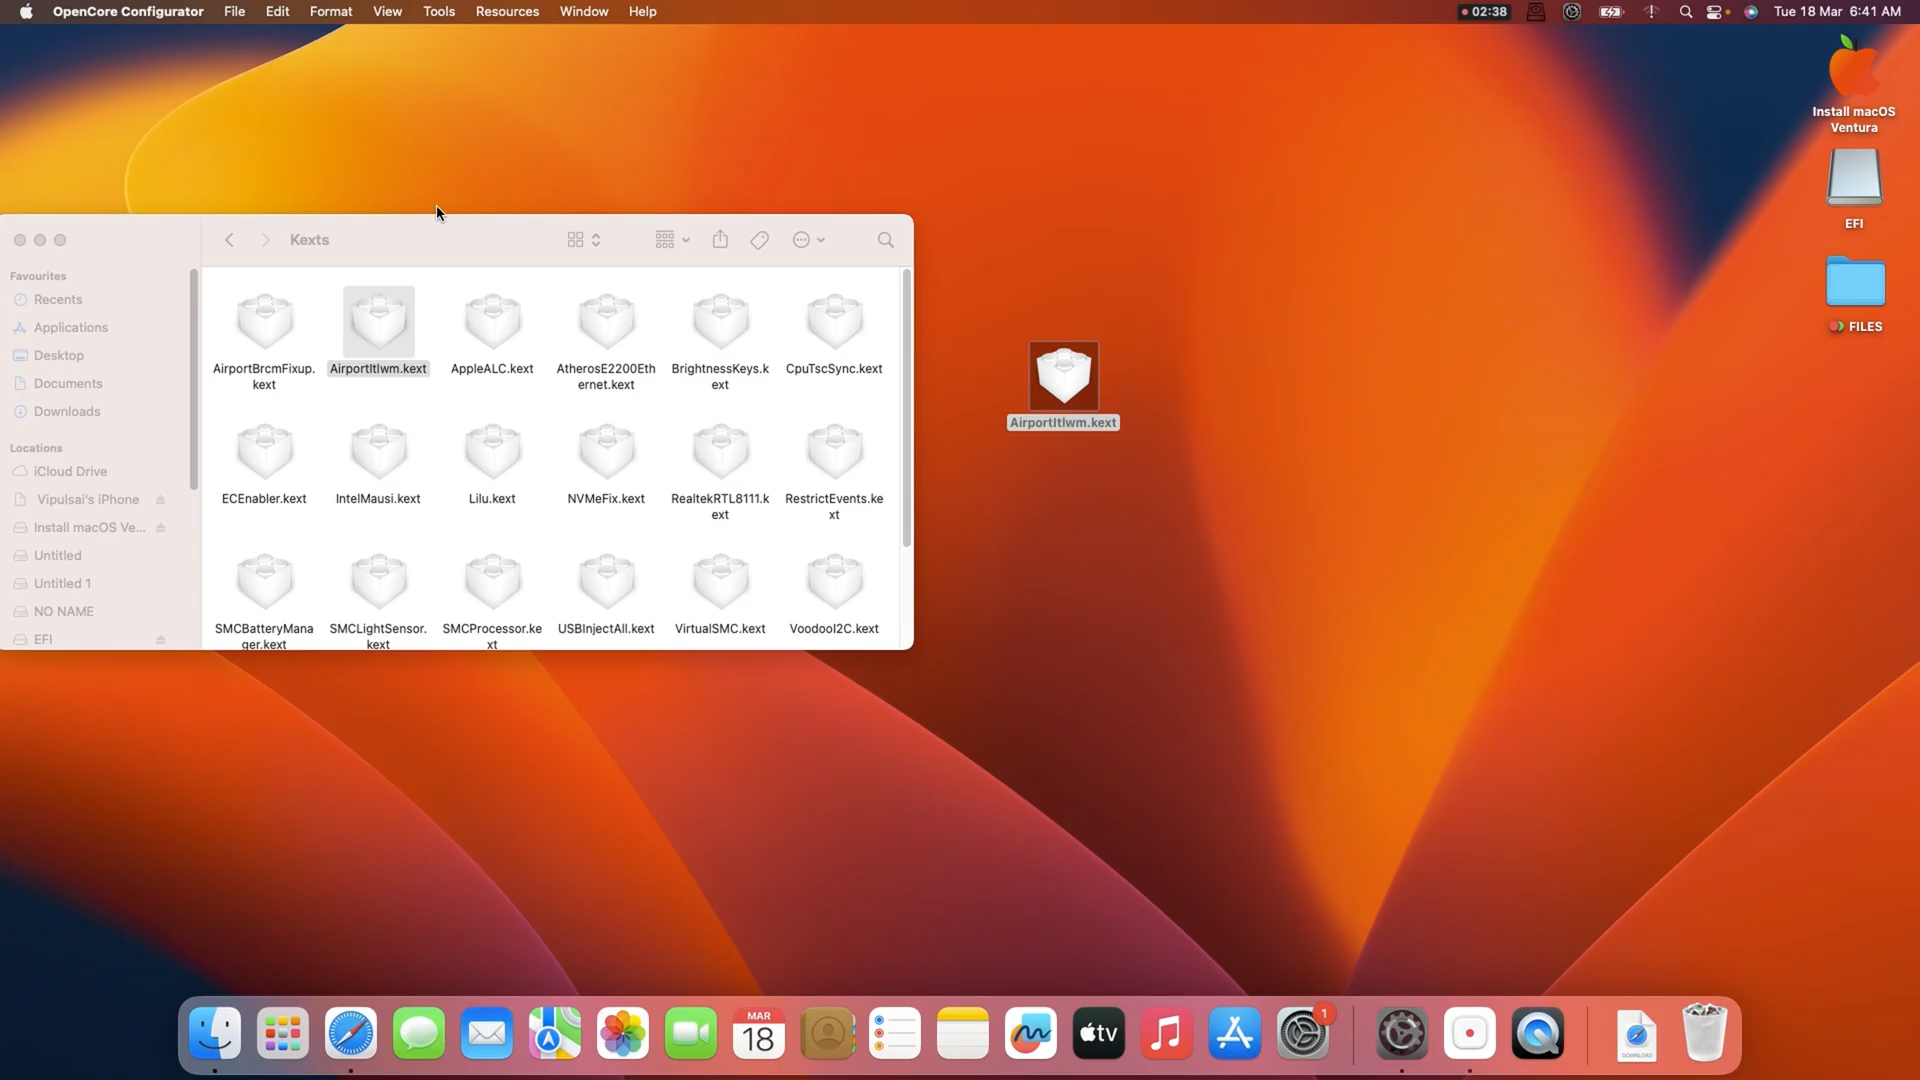 OpenCore Configurator File Edit Format View Tools Resources Window Help 02:38 Tue 18 Mar 6:41 AM
Install macOS
Ventura
EFI
FILES
Kexts
Favourites
Recents
Applications
Desktop
Documents
Downloads
Locations
iCloud Drive
Vipulsai's iPhone
Install macOS Ve...
Untitled
Untitled 1
NO NAME
EFI
AirportBrcmFixup.
kext
AirportItlwm.kext
AppleALC.kext
AtherosE2200Eth
ernet.kext
BrightnessKeys.k
ext
CpuTscSync.kext
ECEnabler.kext
IntelMausi.kext
Lilu.kext
NVMeFix.kext
RealtekRTL8111.k
ext
RestrictEvents.ke
xt
SMCBatteryMana
ger.kext
SMCLightSensor.
kext
SMCProcessor.ke
xt
USBInjectAll.kext
VirtualSMC.kext
VoodooI2C.kext
AirportItlwm.kext
MAR
18
tv
1
DOWNLOAD